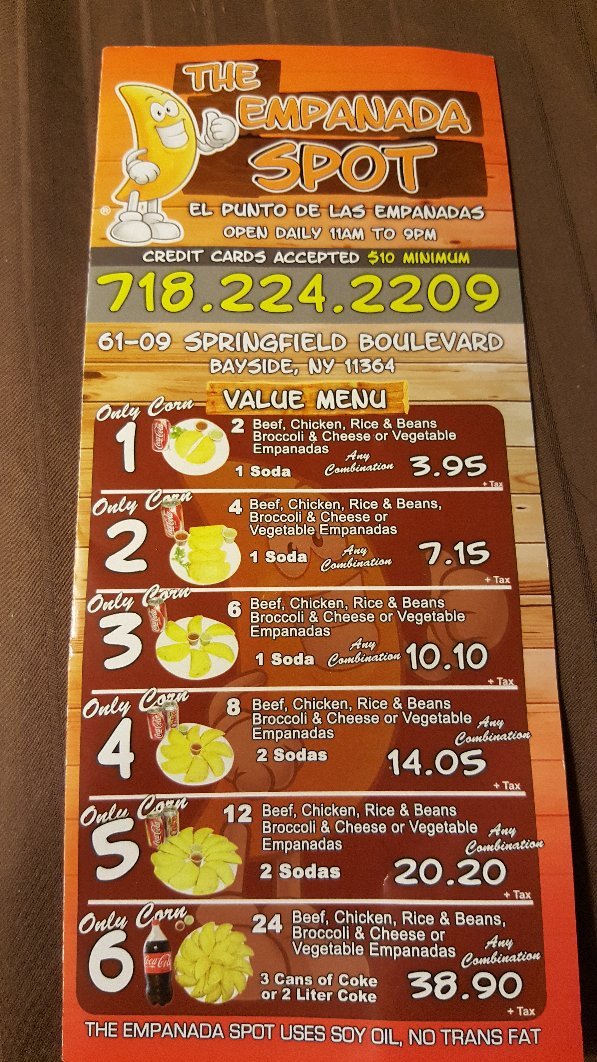 THE
EMPANADA
SPOT
®
EL PUNTO DE LAS EMPANADAS
OPEN DAILY 11AM TO 9PM
CREDIT CARDS ACCEPTED $10 MINIMUM
718.224.2209
61-09 SPRINGFIELD BOULEVARD
BAYSIDE, NY 11364
VALUE MENU
Only Corn
1
2 Beef, Chicken, Rice & Beans
Broccoli & Cheese or Vegetable
Empanadas
1 Soda Any Combination 3.95
+ Tax
Only Corn
2
4 Beef, Chicken, Rice & Beans,
Broccoli & Cheese or
Vegetable Empanadas
1 Soda Any Combination 7.15
+ Tax
Only Corn
3
6 Beef, Chicken, Rice & Beans
Broccoli & Cheese or Vegetable
Empanadas
1 Soda Any Combination 10.10
+ Tax
Only Corn
4
8 Beef, Chicken, Rice & Beans
Broccoli & Cheese or Vegetable
Empanadas Any Combination
2 Sodas 14.05
+ Tax
Only Corn
5
12 Beef, Chicken, Rice & Beans
Broccoli & Cheese or Vegetable
Empanadas Any Combination
2 Sodas 20.20
+ Tax
Only Corn
6
24 Beef, Chicken, Rice & Beans,
Broccoli & Cheese or
Vegetable Empanadas Any Combination
3 Cans of Coke
or 2 Liter Coke 38.90
+ Tax
THE EMPANADA SPOT USES SOY OIL, NO TRANS FAT